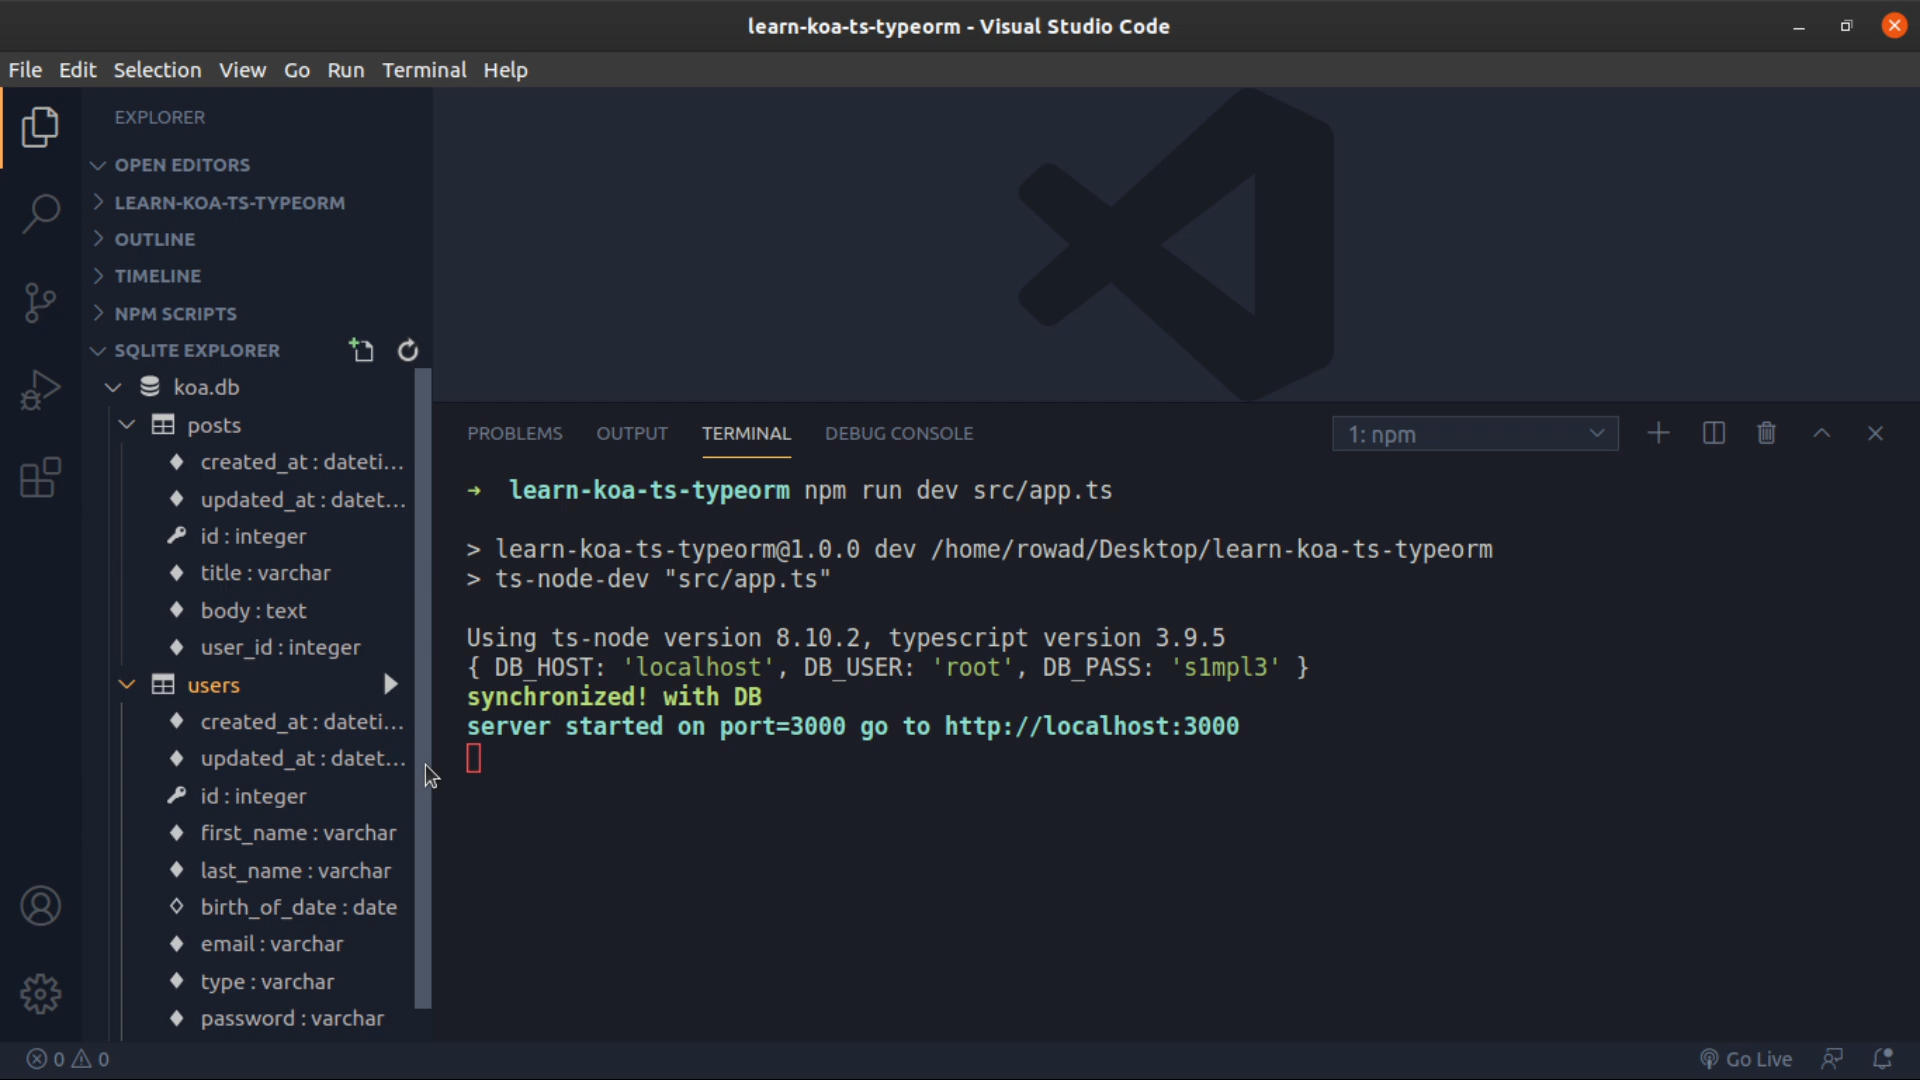 learn-koa-ts-typeorm - Visual Studio Code
File Edit Selection View Go Run Terminal Help
EXPLORER
OPEN EDITORS
LEARN-KOA-TS-TYPEORM
OUTLINE
TIMELINE
NPM SCRIPTS
SQLITE EXPLORER
koa.db
posts
created_at : dateti...
updated_at : datet...
id : integer
title : varchar
body : text
user_id : integer
users
created_at : dateti...
updated_at : datet...
id : integer
first_name : varchar
last_name : varchar
birth_of_date : date
email : varchar
type : varchar
password : varchar
PROBLEMS OUTPUT TERMINAL DEBUG CONSOLE 1: npm
➜ learn-koa-ts-typeorm npm run dev src/app.ts
> learn-koa-ts-typeorm@1.0.0 dev /home/rowad/Desktop/learn-koa-ts-typeorm
> ts-node-dev "src/app.ts"
Using ts-node version 8.10.2, typescript version 3.9.5
{ DB_HOST: 'localhost', DB_USER: 'root', DB_PASS: 's1mpl3' }
synchronized! with DB
server started on port=3000 go to http://localhost:3000
0 0 Go Live